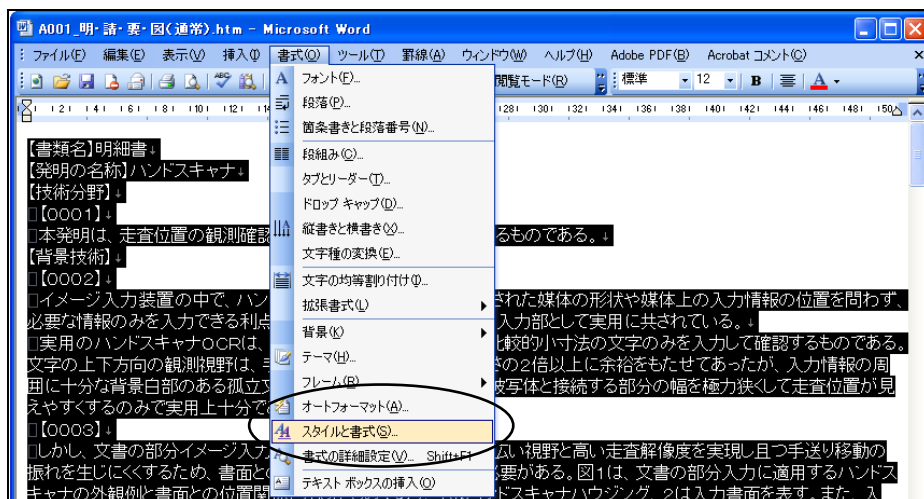 A001_明・請・要・図(通常).htm - Microsoft Word
ファイル(F) 編集(E) 表示(V) 挿入(I) 書式(O) ツール(T) 罫線(A) ウィンドウ(W) ヘルプ(H) Adobe PDF(B) Acrobat コメント(C)
閲覧モード(R) 標準 12 B A
フォント(F)...
段落(P)...
箇条書きと段落番号(N)...
段組み(C)...
タブとリーダー(T)...
ドロップ キャップ(D)...
縦書きと横書き(X)...
文字種の変換(E)...
文字の均等割り付け(I)...
拡張書式(L)
背景(K)
テーマ(H)...
フレーム(R)
オートフォーマット(A)...
スタイルと書式(S)...
書式の詳細設定(V)... Shift+F1
テキスト ボックスの挿入(O)
【書類名】明細書↓
【発明の名称】ハンドスキャナ↓
【技術分野】↓
【0001】↓
本発明は、走査位置の観測確認 るものである。↓
【背景技術】↓
【0002】↓
イメージ入力装置の中で、ハン された媒体の形状や媒体上の入力情報の位置を問わず、
必要な情報のみを入力できる利点 入力部として実用に共されている。↓
実用のハンドスキャナOCRは、 比較的小寸法の文字のみを入力して確認するものである。
文字の上下方向の観測視野は、 の2倍以上に余裕をもたせてあったが、入力情報の周
囲に十分な背景白部のある孤立文 被写体と接続する部分の幅を極力狭くして走査位置が見
えやすくするのみで実用上十分で
【0003】↓
しかし、文書の部分イメージ入力 広い視野と高い走査解像度を実現し且つ手送り移動の
振れを生じにくくするため、書面と 要がある。図1は、文書の部分入力に適用するハンドス
キャナの外観例と書面との位置関 ドスキャナハウジング、2は入力書面を表す。また、入